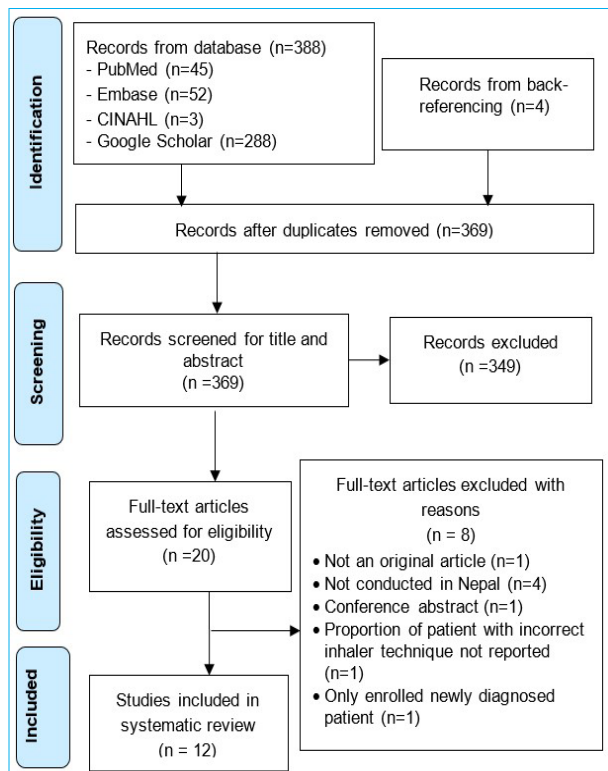 Identification
Records from database (n=388)
- PubMed (n=45)
- Embase (n=52)
- CINAHL (n=3)
- Google Scholar (n=288)
Records from back-
referencing (n=4)
Records after duplicates removed (n=369)
Screening
Records screened for title and
abstract
(n =369)
Records excluded
(n =349)
Eligibility
Full-text articles
assessed for eligibility
(n =20)
Full-text articles excluded with
reasons
(n = 8)
• Not an original article (n=1)
• Not conducted in Nepal (n=4)
• Conference abstract (n=1)
• Proportion of patient with incorrect
inhaler technique not reported
(n=1)
• Only enrolled newly diagnosed
patient (n=1)
Included
Studies included in
systematic review
(n = 12)